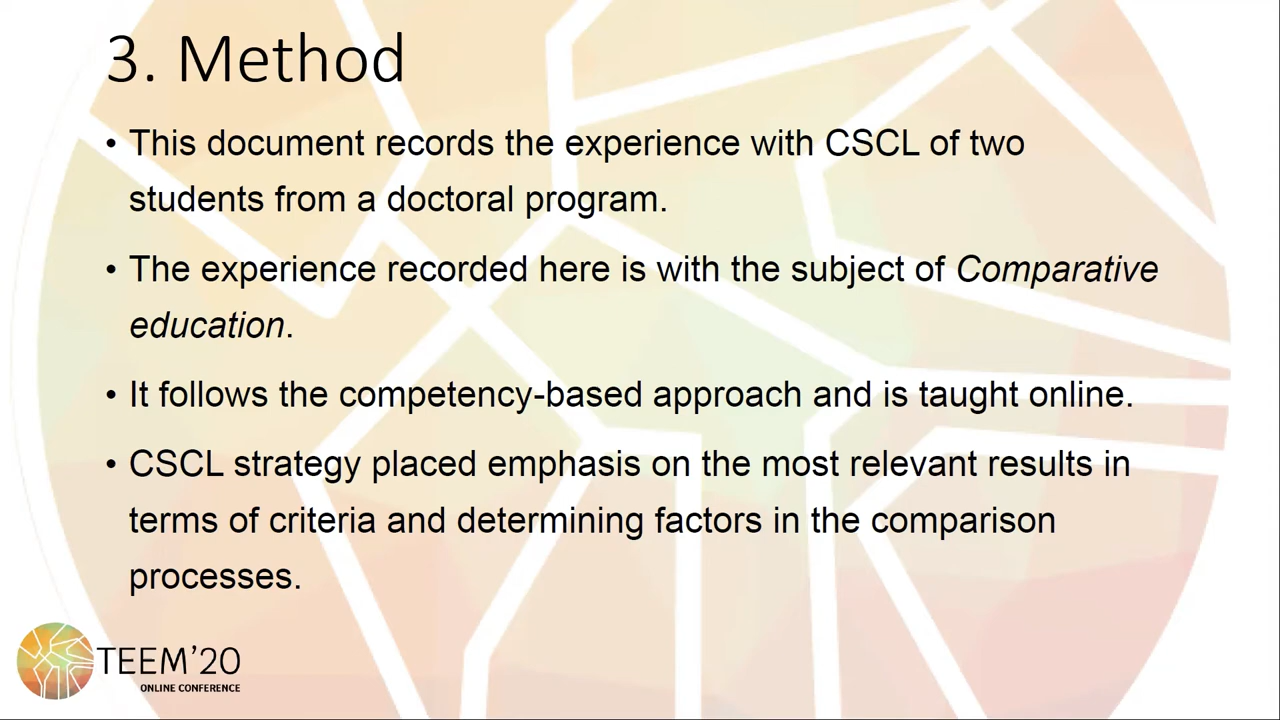 3. Method
• This document records the experience with CSCL of two
students from a doctoral program.
• The experience recorded here is with the subject of Comparative
education.
• It follows the competency-based approach and is taught online.
• CSCL strategy placed emphasis on the most relevant results in
terms of criteria and determining factors in the comparison
processes.
TEEM'20
ONLINE CONFERENCE